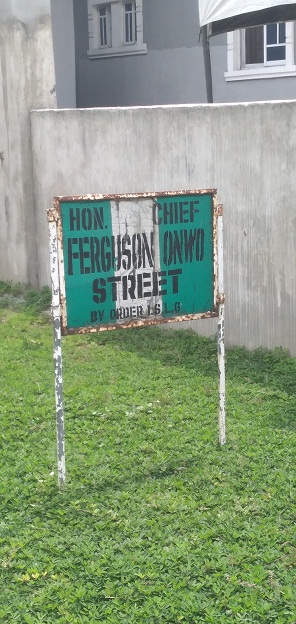 HON. CHIEF
FERGUSON ONWO
STREET
BY ORDER I.S.L.G